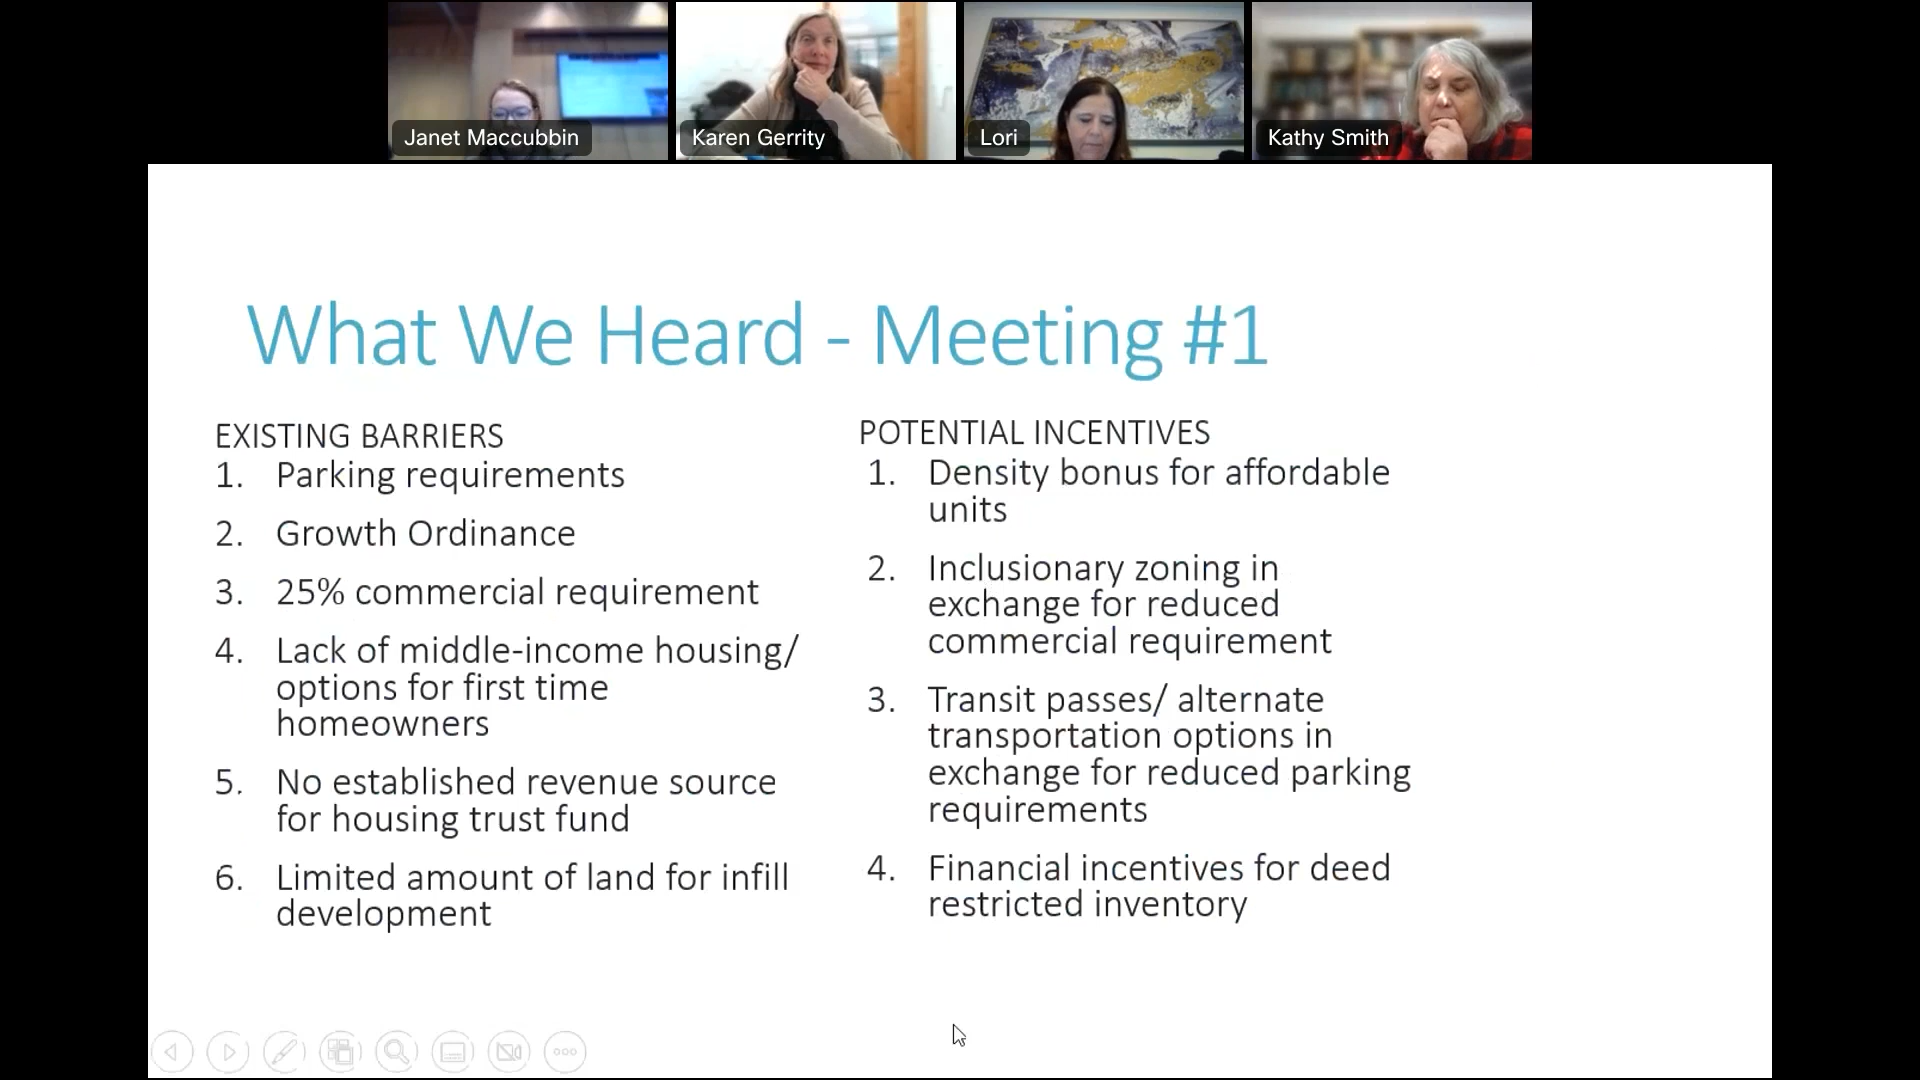 Janet Maccubbin
Karen Gerrity
Lori
Kathy Smith
What We Heard - Meeting #1
EXISTING BARRIERS
1. Parking requirements
2. Growth Ordinance
3. 25% commercial requirement
4. Lack of middle-income housing/
options for first time
homeowners
5. No established revenue source
for housing trust fund
6. Limited amount of land for infill
development
POTENTIAL INCENTIVES
1. Density bonus for affordable
units
2. Inclusionary zoning in
exchange for reduced
commercial requirement
3. Transit passes/ alternate
transportation options in
exchange for reduced parking
requirements
4. Financial incentives for deed
restricted inventory